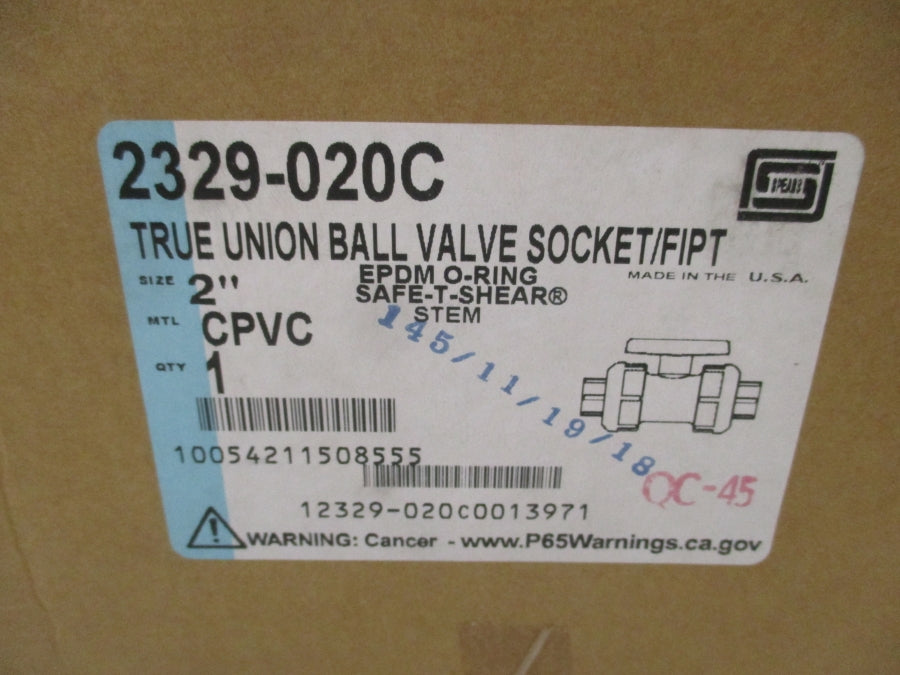 2329-020C
SPEARS
TRUE UNION BALL VALVE SOCKET/FIPT
MADE IN THE U.S.A.
SIZE 2"
EPDM O-RING
SAFE-T-SHEAR®
STEM
MTL CPVC
QTY 1
145/11/19/18
10054211508555
QC-45
12329-020C0013971
WARNING: Cancer - www.P65Warnings.ca.gov